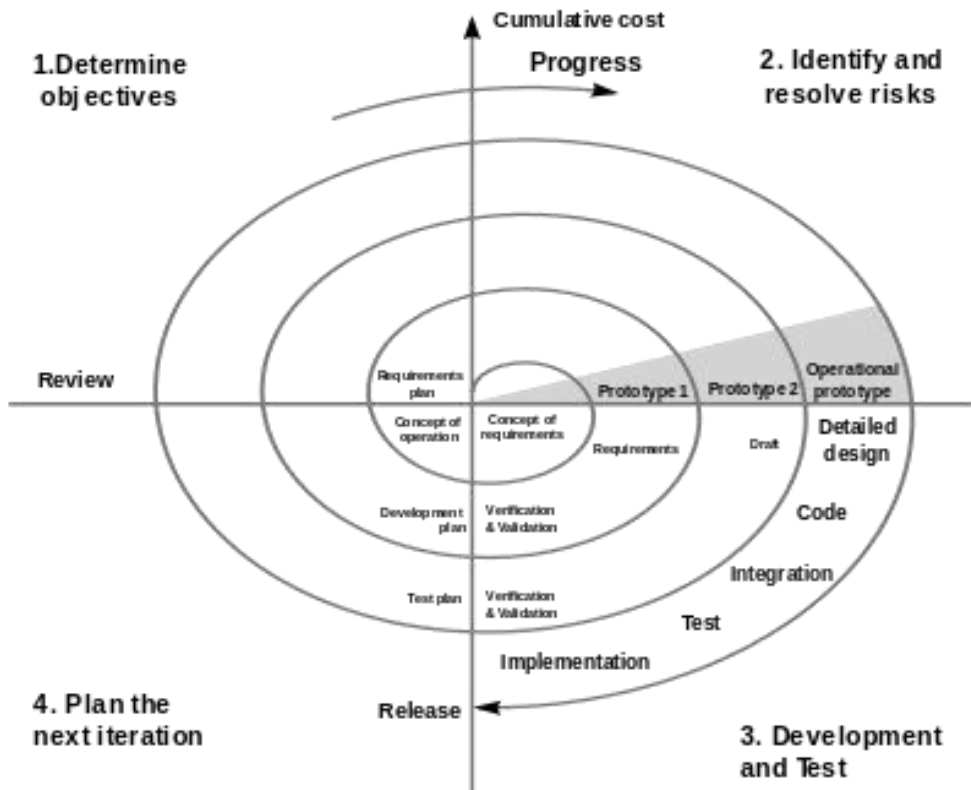 Cumulative cost
1.Determine
objectives
Progress
2. Identify and
resolve risks
Review
Requirements
plan
Prototype 1
Prototype 2
Operational
prototype
Concept of
operation
Concept of
requirements
Requirements
Draft
Detailed
design
Development
plan
Verification
& Validation
Code
Integration
Test plan
Verification
& Validation
Test
Implementation
Release
4. Plan the
next iteration
3. Development
and Test